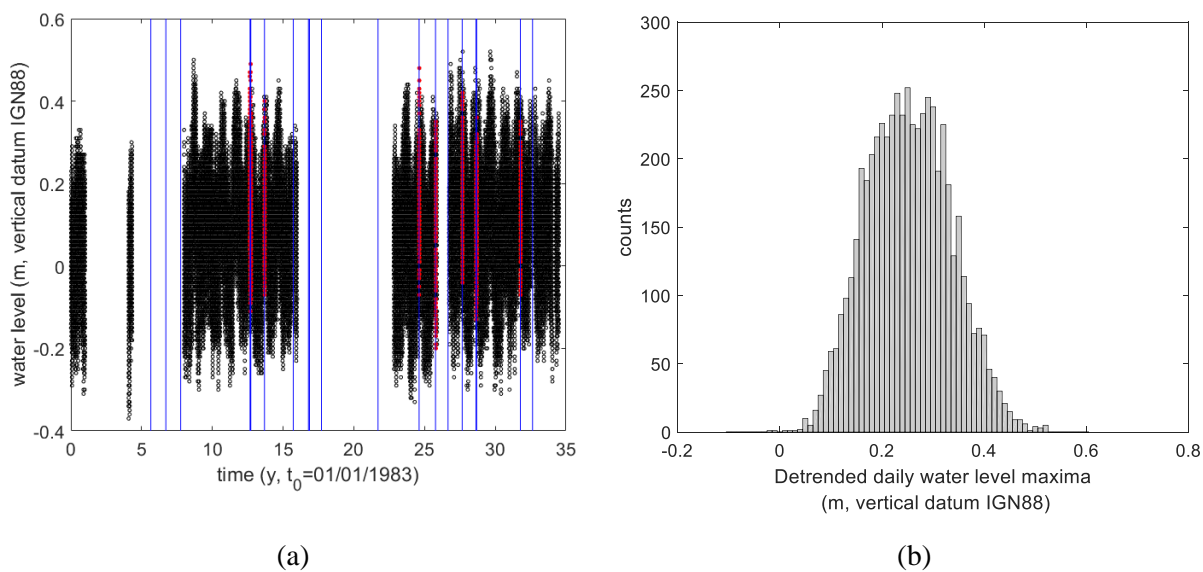 0.6
0.4
0.2
0
-0.2
-0.4
water level (m, vertical datum IGN88)
0 5 10 15 20 25 30 35
time (y, t0=01/01/1983)
(a)
300
250
200
150
100
50
0
counts
-0.2 0 0.2 0.4 0.6 0.8
Detrended daily water level maxima
(m, vertical datum IGN88)
(b)